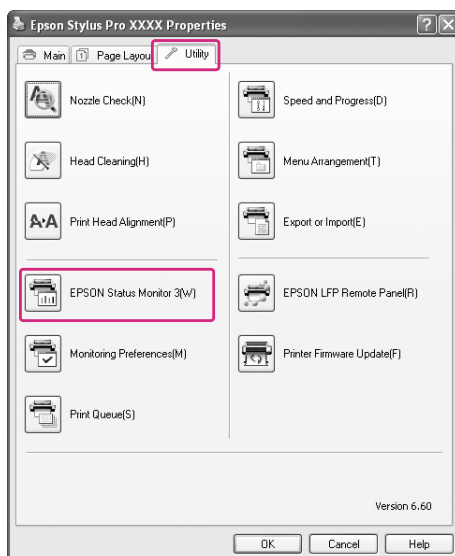 Epson Stylus Pro XXXX Properties
Main
Page Layou
Utility
Nozzle Check(N)
Head Cleaning(H)
A·A Print Head Alignment(P)
EPSON Status Monitor 3(W)
Monitoring Preferences(M)
Print Queue(S)
Speed and Progress(D)
Menu Arrangement(T)
Export or Import(E)
EPSON LFP Remote Panel(R)
Printer Firmware Update(F)
Version 6.60
OK
Cancel
Help